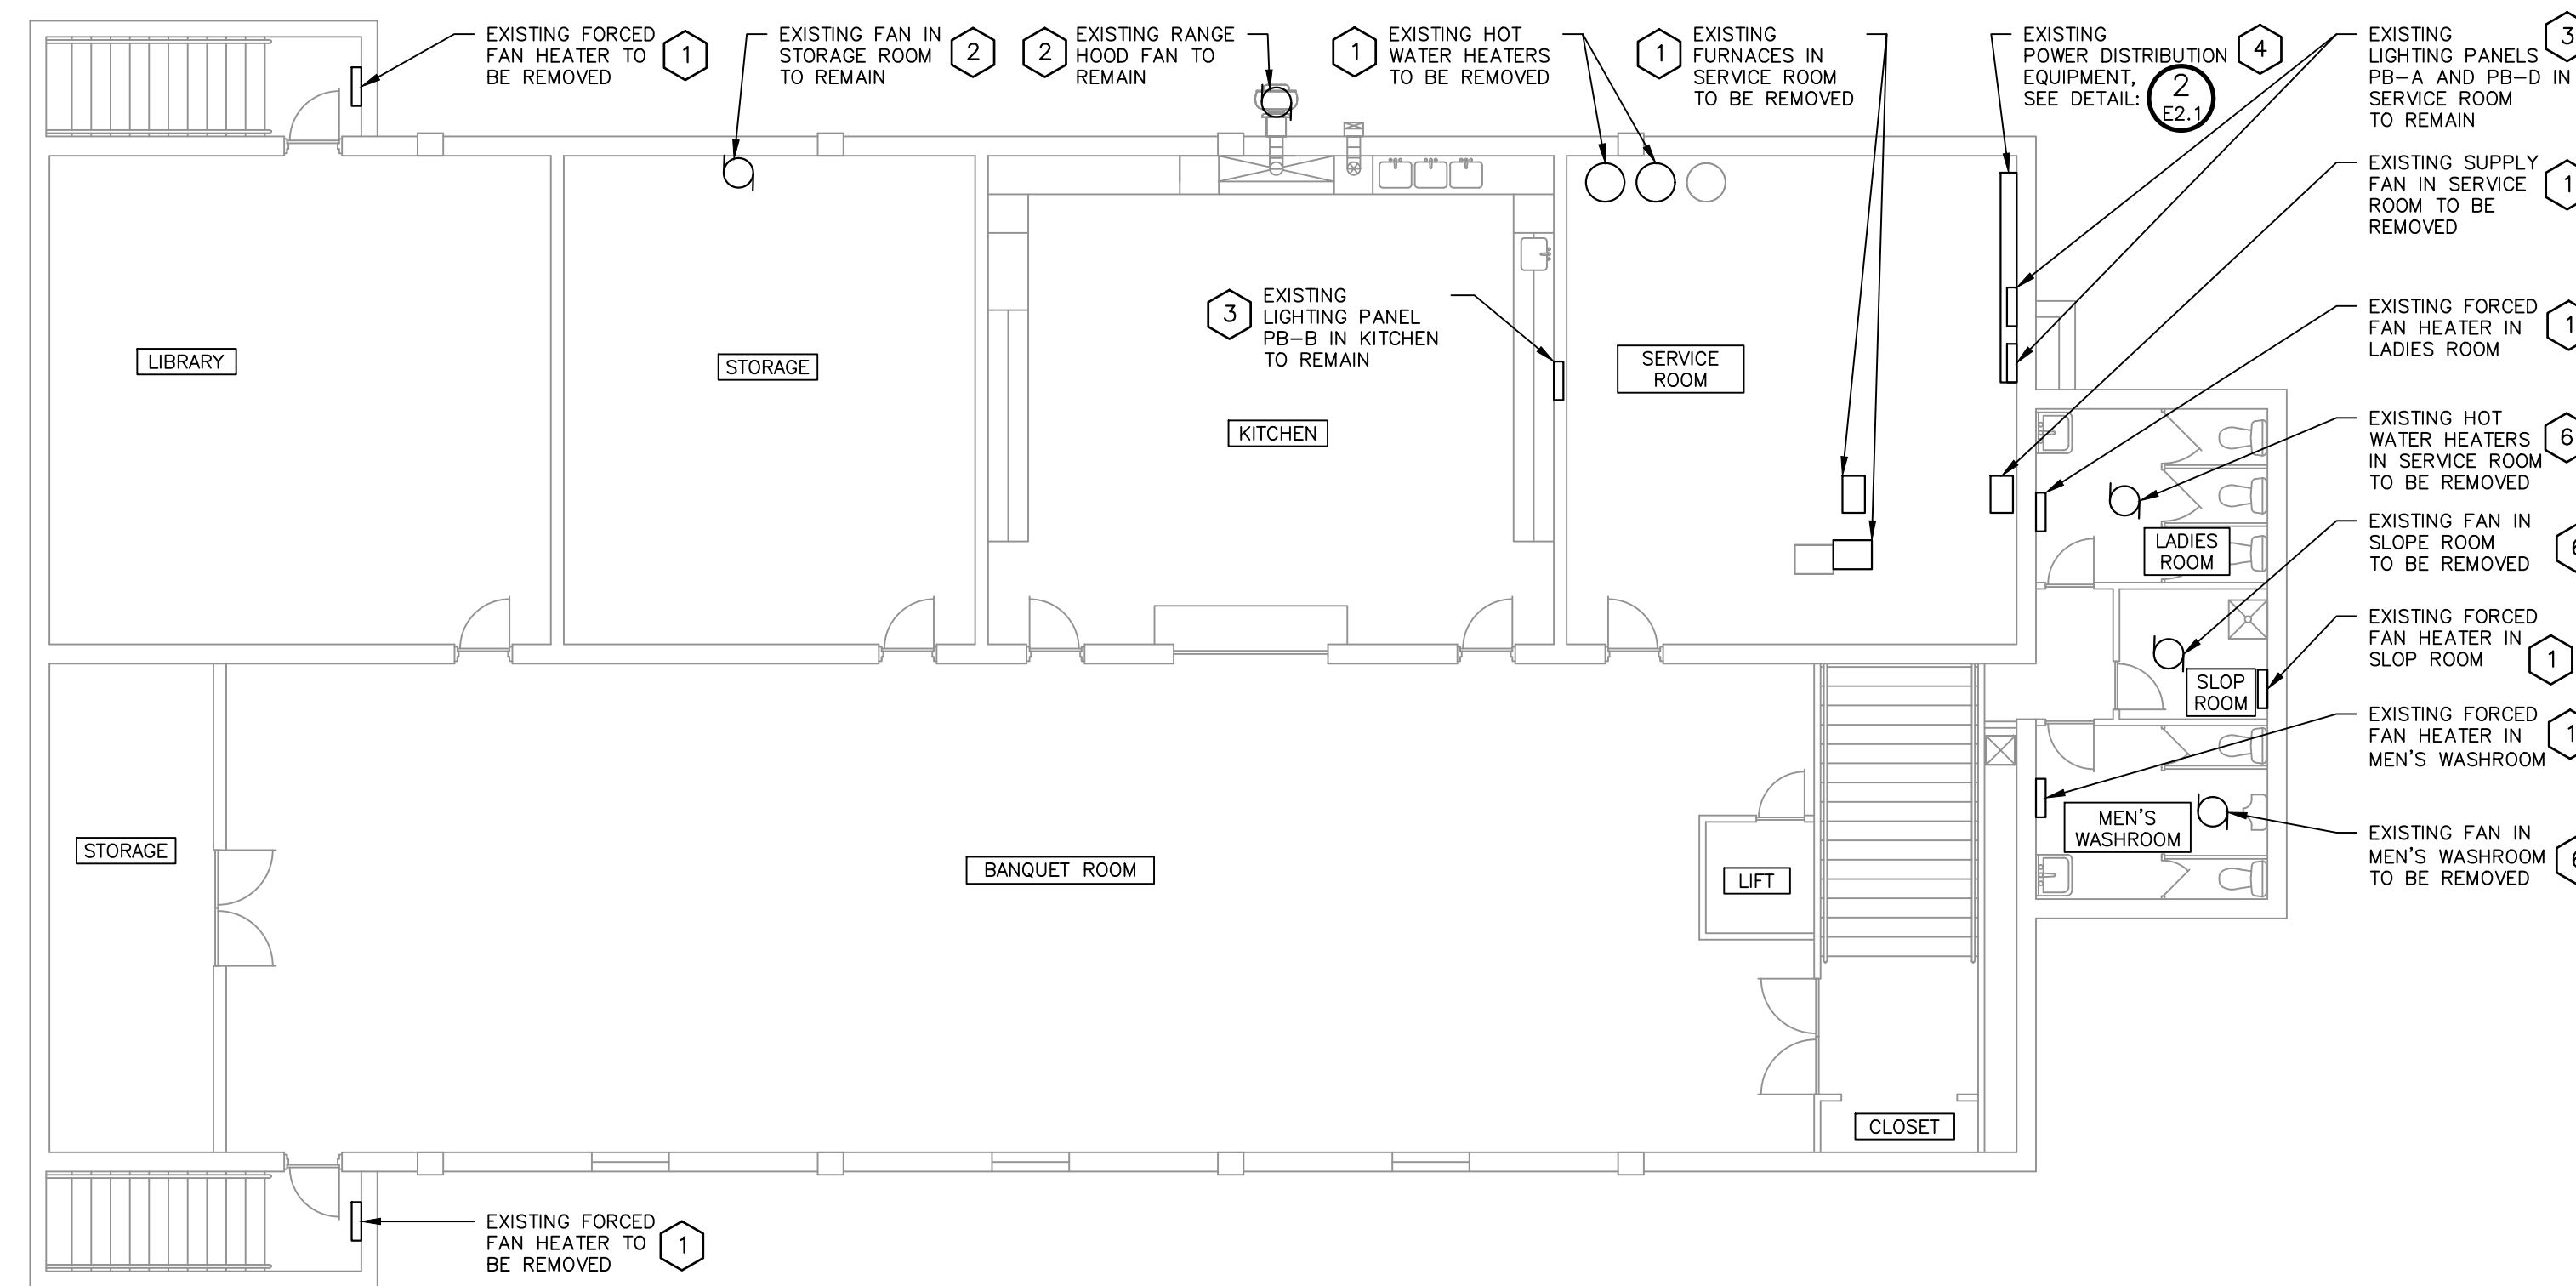 EXISTING FORCED
FAN HEATER TO
BE REMOVED
1
EXISTING FAN IN
STORAGE ROOM
TO REMAIN
2
2
EXISTING RANGE
HOOD FAN TO
REMAIN
1
EXISTING HOT
WATER HEATERS
TO BE REMOVED
1
EXISTING
FURNACES IN
SERVICE ROOM
TO BE REMOVED
EXISTING
POWER DISTRIBUTION
EQUIPMENT,
SEE DETAIL:
4
2
E2.1
EXISTING
LIGHTING PANELS
PB-A AND PB-D IN
SERVICE ROOM
TO REMAIN
3
EXISTING SUPPLY
FAN IN SERVICE
ROOM TO BE
REMOVED
1
3
EXISTING
LIGHTING PANEL
PB-B IN KITCHEN
TO REMAIN
EXISTING FORCED
FAN HEATER IN
LADIES ROOM
1
LIBRARY
STORAGE
KITCHEN
SERVICE
ROOM
EXISTING HOT
WATER HEATERS
IN SERVICE ROOM
TO BE REMOVED
6
LADIES
ROOM
EXISTING FAN IN
SLOPE ROOM
TO BE REMOVED
6
EXISTING FORCED
FAN HEATER IN
SLOP ROOM
1
SLOP
ROOM
EXISTING FORCED
FAN HEATER IN
MEN'S WASHROOM
1
MEN'S
WASHROOM
EXISTING FAN IN
MEN'S WASHROOM
TO BE REMOVED
6
STORAGE
BANQUET ROOM
LIFT
CLOSET
EXISTING FORCED
FAN HEATER TO
BE REMOVED
1